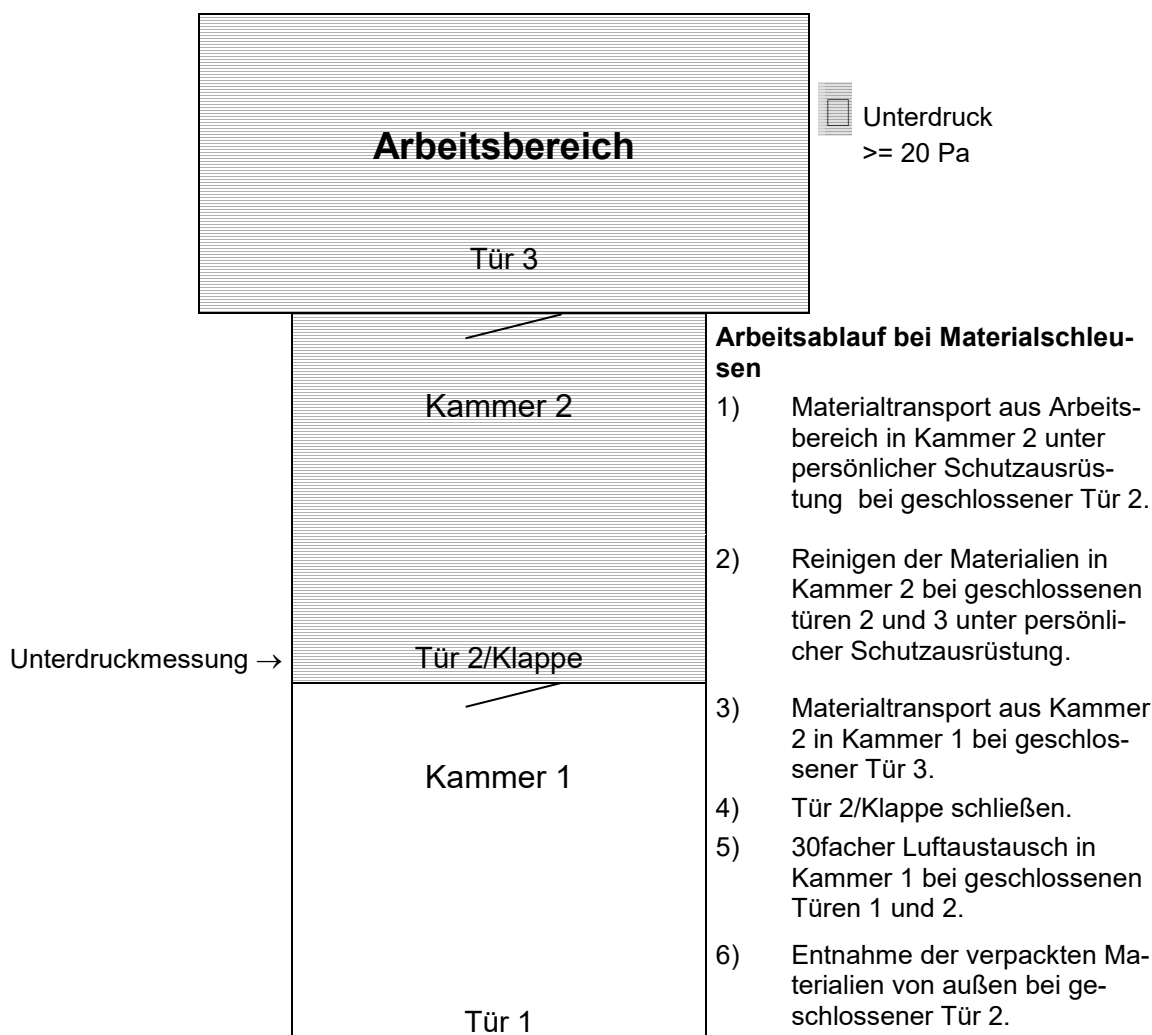 Arbeitsbereich
Unterdruck
>= 20 Pa
Tür 3
Kammer 2
Unterdruckmessung →
Tür 2/Klappe
Kammer 1
Tür 1
Arbeitsablauf bei Materialschleu-
sen
1) Materialtransport aus Arbeits-
bereich in Kammer 2 unter
persönlicher Schutzausrüs-
tung bei geschlossener Tür 2.
2) Reinigen der Materialien in
Kammer 2 bei geschlossenen
türen 2 und 3 unter persönli-
cher Schutzausrüstung.
3) Materialtransport aus Kammer
2 in Kammer 1 bei geschlos-
sener Tür 3.
4) Tür 2/Klappe schließen.
5) 30facher Luftaustausch in
Kammer 1 bei geschlossenen
Türen 1 und 2.
6) Entnahme der verpackten Ma-
terialien von außen bei ge-
schlossener Tür 2.